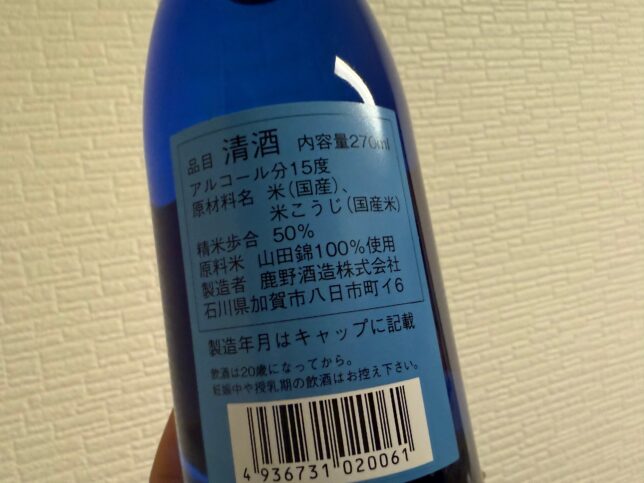 品目 清酒 内容量270ml
アルコール分15度
原材料名 米(国産)、
米こうじ(国産米)
精米歩合 50%
原料米 山田錦100%使用
製造者 鹿野酒造株式会社
石川県加賀市八日市町イ6
製造年月はキャップに記載
飲酒は20歳になってから。
妊娠中や授乳期の飲酒はお控え下さい。
4 936731 020061